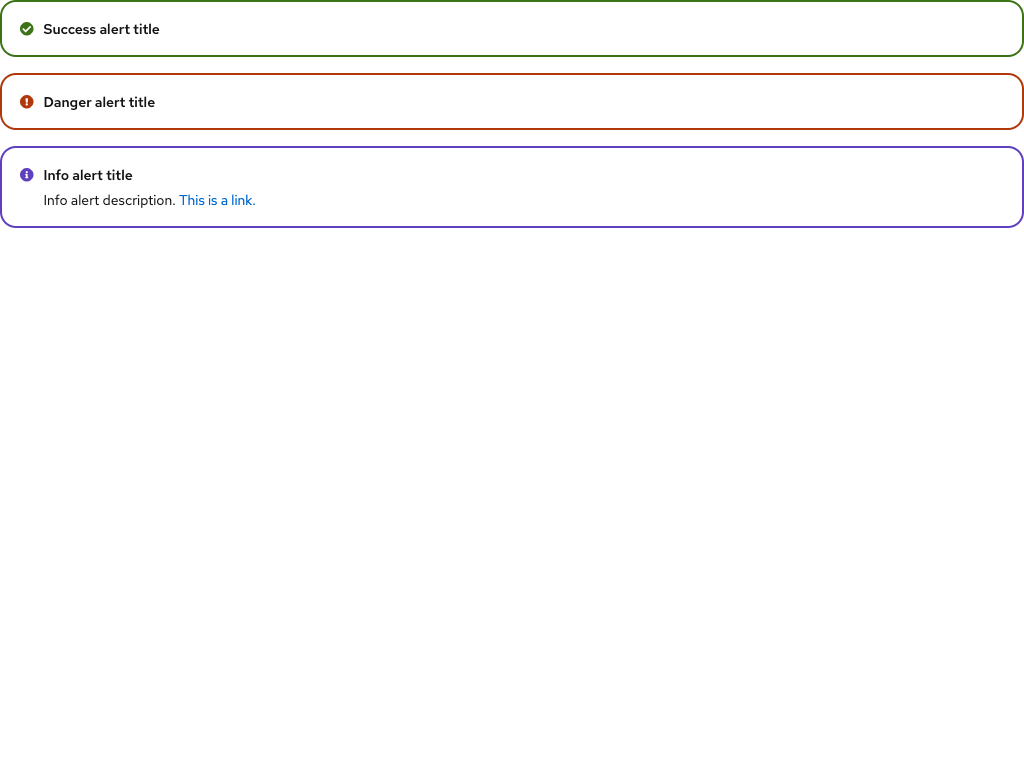 Success alert title
Danger alert title
Info alert title
Info alert description. This is a link.